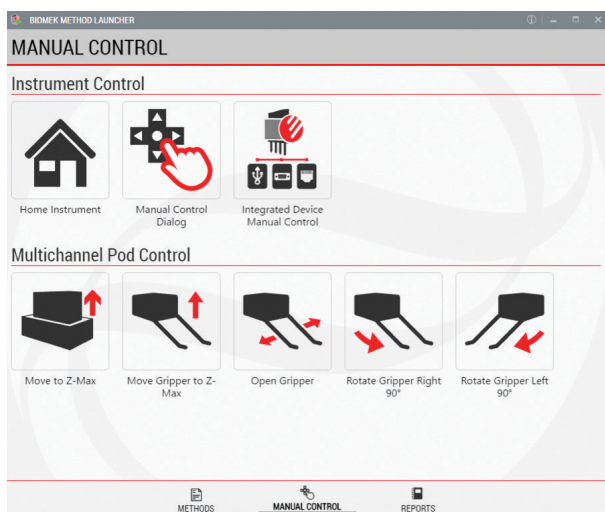 BIOMEK METHOD LAUNCHER
MANUAL CONTROL
Instrument Control
Home Instrument
Manual Control
Dialog
Integrated Device
Manual Control
Multichannel Pod Control
Move to Z-Max
Move Gripper to Z-
Max
Open Gripper
Rotate Gripper Right
90°
Rotate Gripper Left
90°
METHODS
MANUAL CONTROL
REPORTS